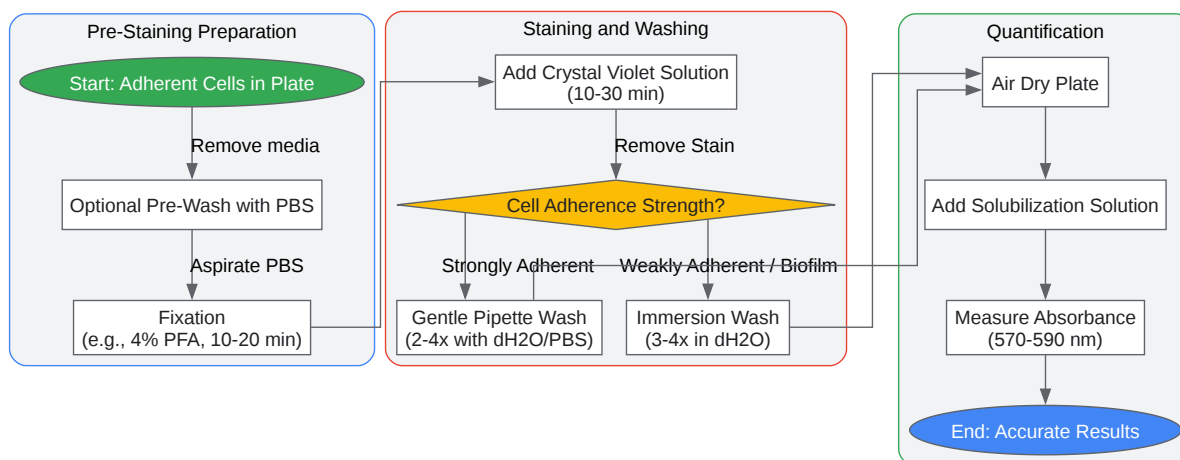 Pre-Staining Preparation
Start: Adherent Cells in Plate
Remove media
Optional Pre-Wash with PBS
Aspirate PBS
Fixation
(e.g., 4% PFA, 10-20 min)
Staining and Washing
Add Crystal Violet Solution
(10-30 min)
Remove Stain
Cell Adherence Strength?
Strongly Adherent
Weakly Adherent / Biofilm
Gentle Pipette Wash
(2-4x with dH2O/PBS)
Immersion Wash
(3-4x in dH2O)
Quantification
Air Dry Plate
Add Solubilization Solution
Measure Absorbance
(570-590 nm)
End: Accurate Results